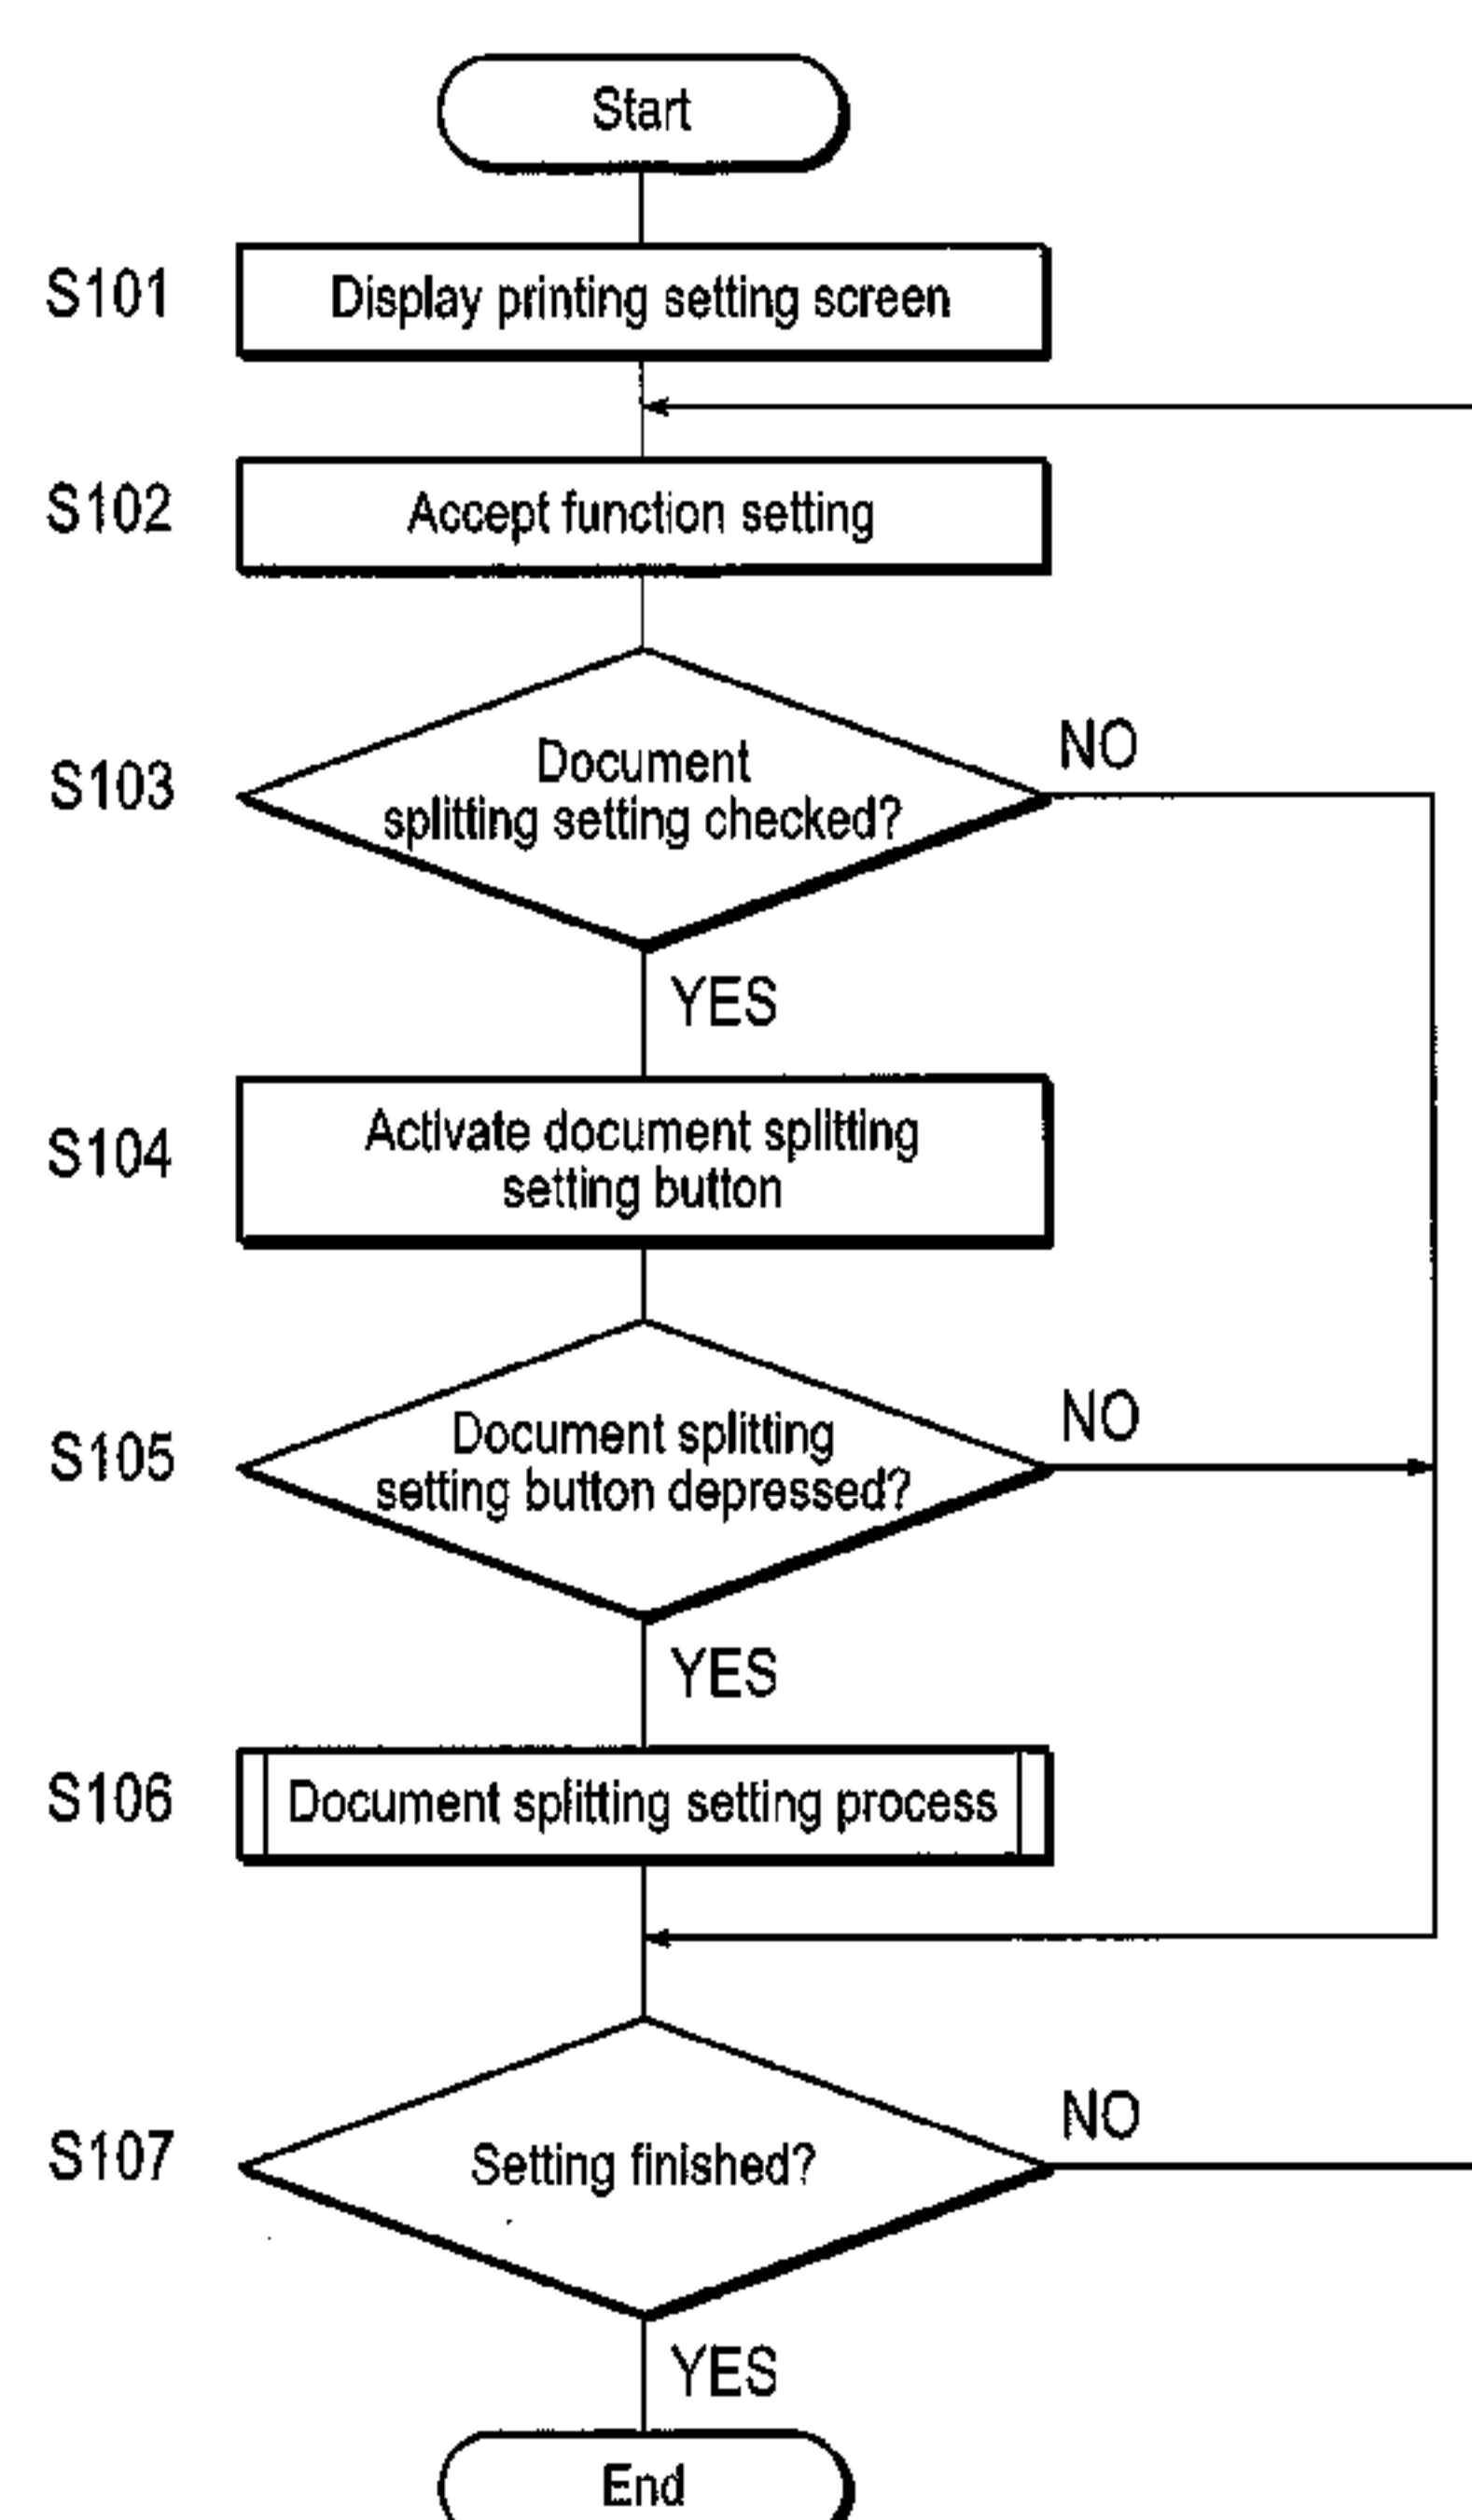 Start
S101
Display printing setting screen
S102
Accept function setting
S103
Document
splitting setting checked?
NO
YES
S104
Activate document splitting
setting button
S105
Document splitting
setting button depressed?
NO
YES
S106
Document splitting setting process
S107
Setting finished?
NO
YES
End